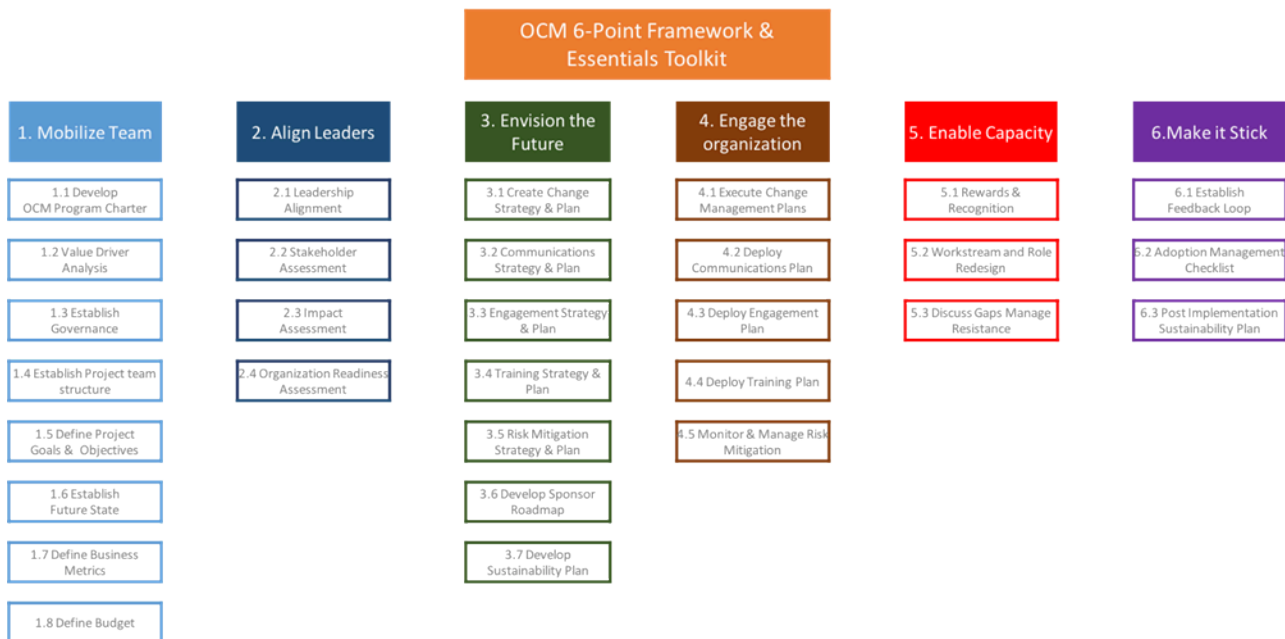 OCM 6-Point Framework &
Essentials Toolkit
1. Mobilize Team
1.1 Develop
OCM Program Charter
1.2 Value Driver
Analysis
1.3 Establish
Governance
1.4 Establish Project team
structure
1.5 Define Project
Goals & Objectives
1.6 Establish
Future State
1.7 Define Business
Metrics
1.8 Define Budget
2. Align Leaders
2.1 Leadership
Alignment
2.2 Stakeholder
Assessment
2.3 Impact
Assessment
2.4 Organization Readiness
Assessment
3. Envision the
Future
3.1 Create Change
Strategy & Plan
3.2 Communications
Strategy & Plan
3.3 Engagement Strategy
& Plan
3.4 Training Strategy &
Plan
3.5 Risk Mitigation
Strategy & Plan
3.6 Develop Sponsor
Roadmap
3.7 Develop
Sustainability Plan
4. Engage the
organization
4.1 Execute Change
Management Plans
4.2 Deploy
Communications Plan
4.3 Deploy Engagement
Plan
4.4 Deploy Training Plan
4.5 Monitor & Manage Risk
Mitigation
5. Enable Capacity
5.1 Rewards &
Recognition
5.2 Workstream and Role
Redesign
5.3 Discuss Gaps Manage
Resistance
6.Make it Stick
6.1 Establish
Feedback Loop
6.2 Adoption Management
Checklist
6.3 Post Implementation
Sustainability Plan